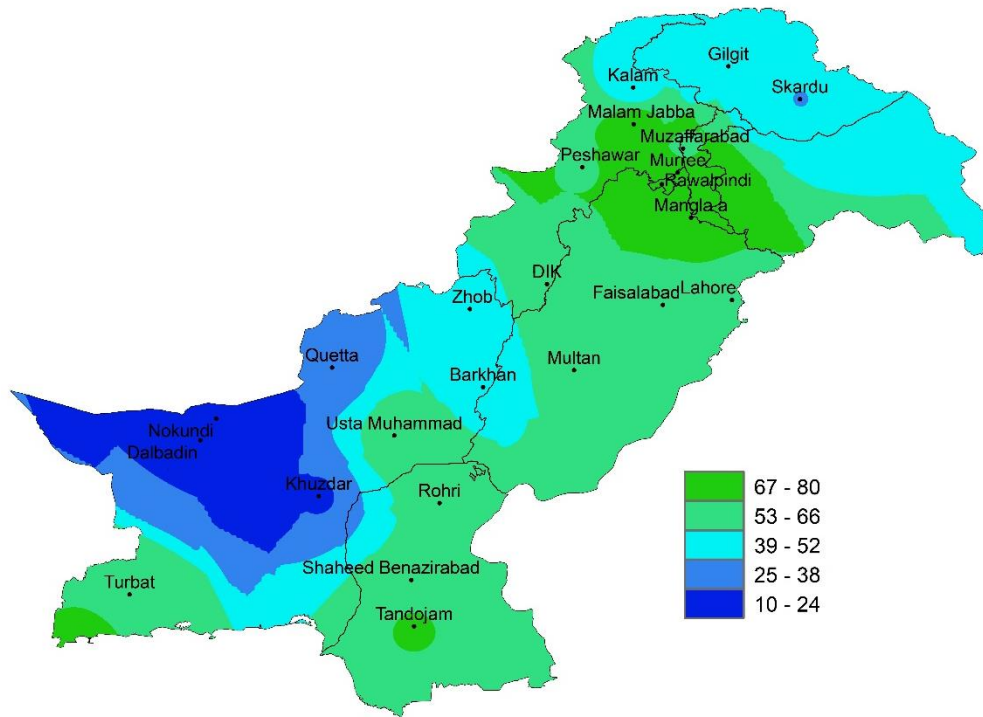 Gilgit
Kalam
Skardu
Malam Jabba
Muzaffarabad
Peshawar
Murree
Rawalpindi
Mangla a
DIK
Zhob
Faisalabad
Lahore
Quetta
Multan
Barkhan
Usta Muhammad
Nokundi
Dalbadin
Khuzdar
Rohri
67 - 80
53 - 66
39 - 52
25 - 38
10 - 24
Shaheed Benazirabad
Turbat
Tandojam